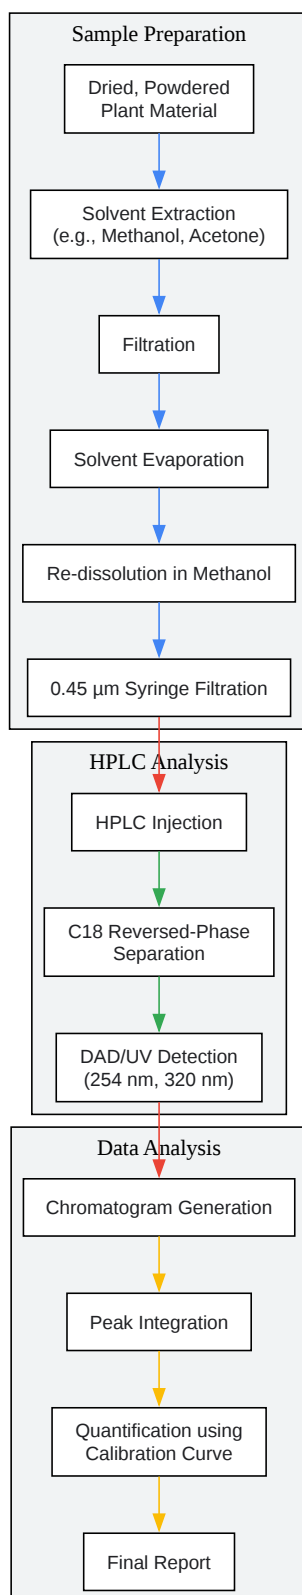 Sample Preparation
Dried, Powdered
Plant Material
Solvent Extraction
(e.g., Methanol, Acetone)
Filtration
Solvent Evaporation
Re-dissolution in Methanol
0.45 µm Syringe Filtration
HPLC Analysis
HPLC Injection
C18 Reversed-Phase
Separation
DAD/UV Detection
(254 nm, 320 nm)
Data Analysis
Chromatogram Generation
Peak Integration
Quantification using
Calibration Curve
Final Report